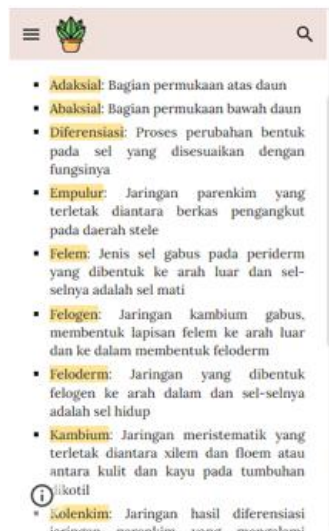 Adaksial: Bagian permukaan atas daun
Abaksial: Bagian permukaan bawah daun
Diferensiasi: Proses perubahan bentuk
pada sel yang disesuaikan dengan
fungsinya
Empulur: Jaringan parenkim yang
terletak diantara berkas pengangkut
pada daerah stele
Felem: Jenis sel gabus pada periderm
yang dibentuk ke arah luar dan sel-
selnya adalah sel mati
Felogen: Jaringan kambium gabus,
membentuk lapisan felem ke arah luar
dan ke dalam membentuk feloderm
Feloderm: Jaringan yang dibentuk
felogen ke arah dalam dan sel-selnya
adalah sel hidup
Kambium: Jaringan meristematik yang
terletak diantara xilem dan floem atau
antara kulit dan kayu pada tumbuhan
dikotil
Kolenkim: Jaringan hasil diferensiasi